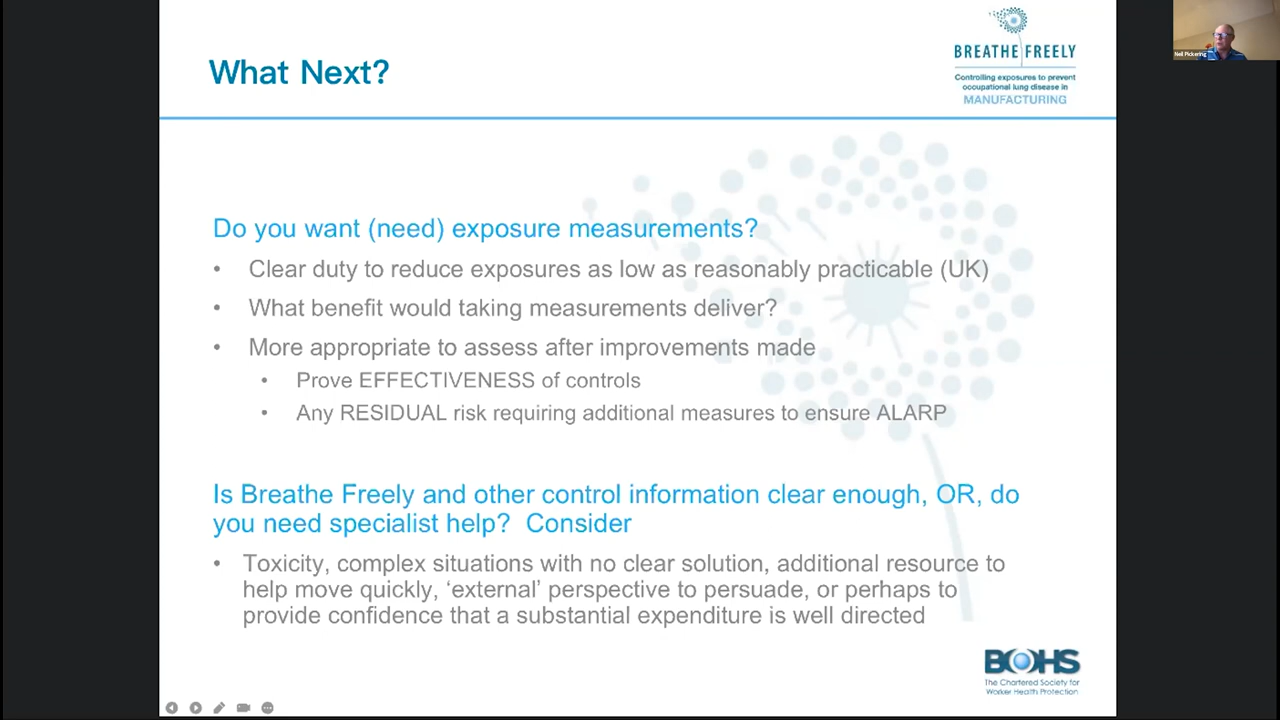 What Next?
BREATHE FREELY
Controlling exposures to prevent
occupational lung disease in
MANUFACTURING
Neil Pickering
Do you want (need) exposure measurements?
• Clear duty to reduce exposures as low as reasonably practicable (UK)
• What benefit would taking measurements deliver?
• More appropriate to assess after improvements made
• Prove EFFECTIVENESS of controls
• Any RESIDUAL risk requiring additional measures to ensure ALARP
Is Breathe Freely and other control information clear enough, OR, do
you need specialist help? Consider
• Toxicity, complex situations with no clear solution, additional resource to
help move quickly, ‘external’ perspective to persuade, or perhaps to
provide confidence that a substantial expenditure is well directed
BOHS
The Chartered Society for
Worker Health Protection